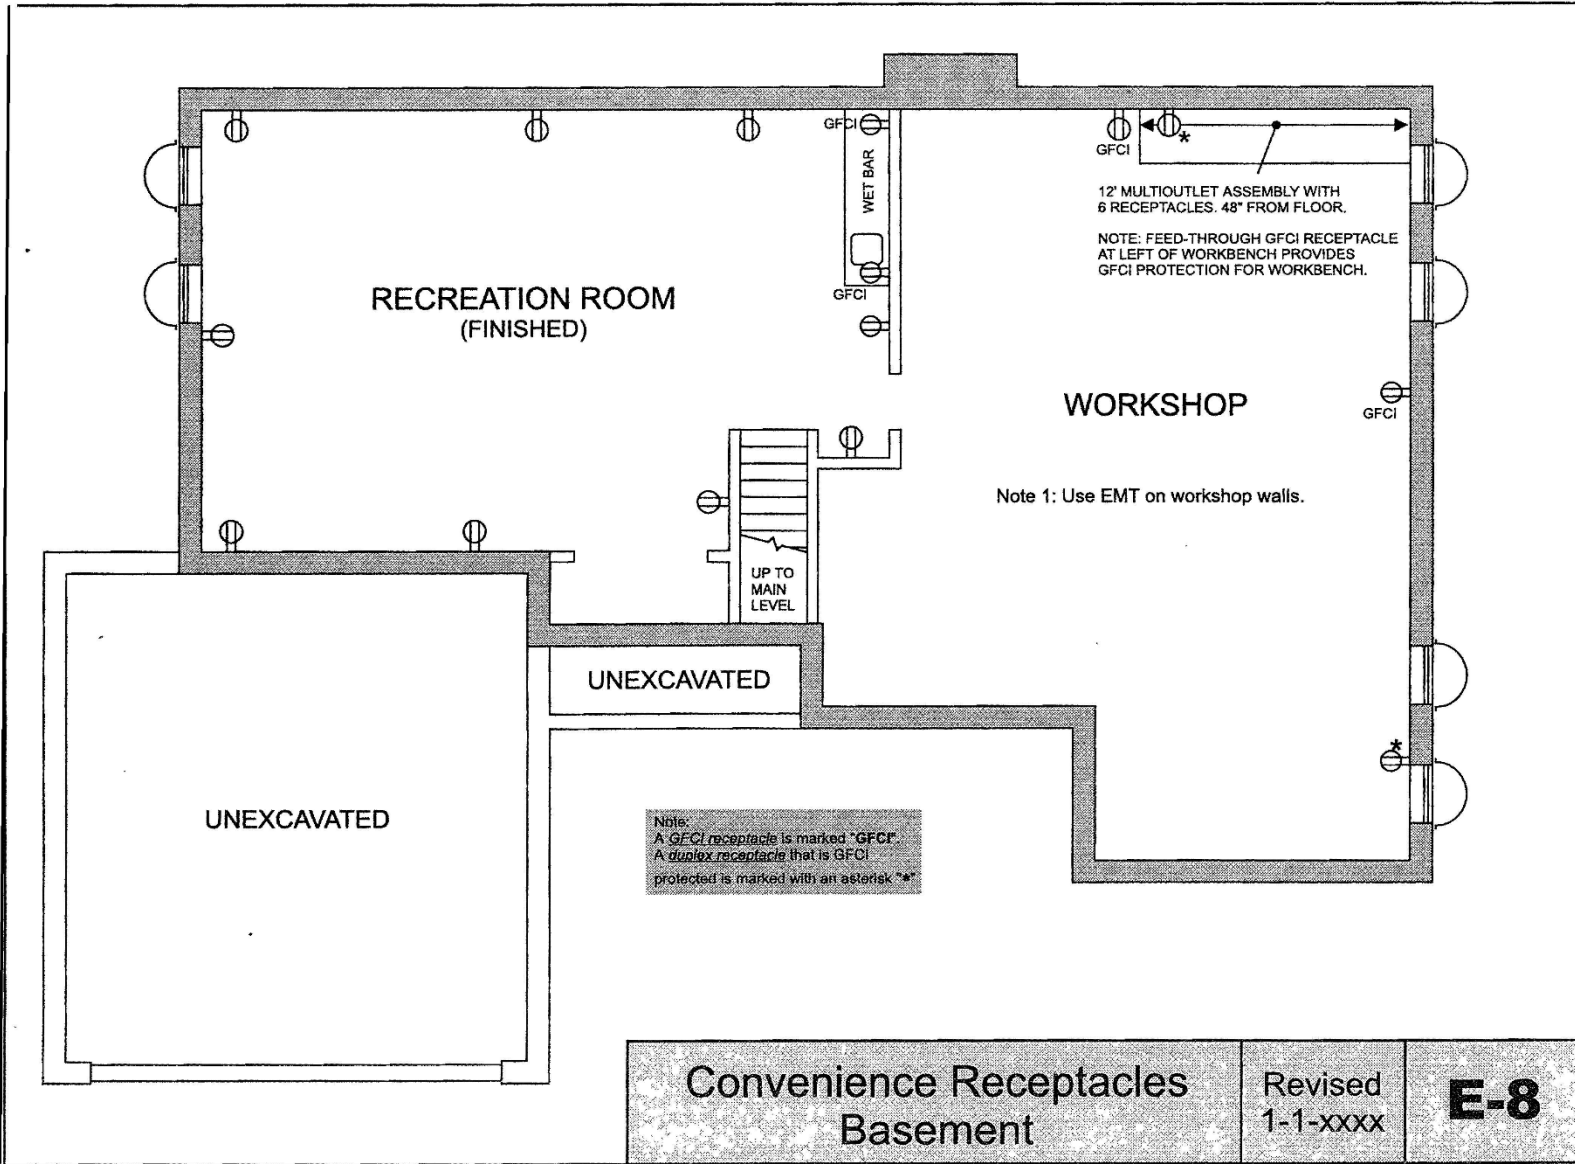 GFCI
WET BAR
GFCI
*
GFCI
12' MULTIOUTLET ASSEMBLY WITH
6 RECEPTACLES. 48" FROM FLOOR.
NOTE: FEED-THROUGH GFCI RECEPTACLE
AT LEFT OF WORKBENCH PROVIDES
GFCI PROTECTION FOR WORKBENCH.
RECREATION ROOM
(FINISHED)
GFCI
WORKSHOP
GFCI
Note 1: Use EMT on workshop walls.
UP TO
MAIN
LEVEL
UNEXCAVATED
*
UNEXCAVATED
Note:
A GFCI receptacle is marked "GFCI".
A duplex receptacle that is GFCI
protected is marked with an asterisk "*"
Convenience Receptacles
Basement
Revised
1-1-xxxx
E-8